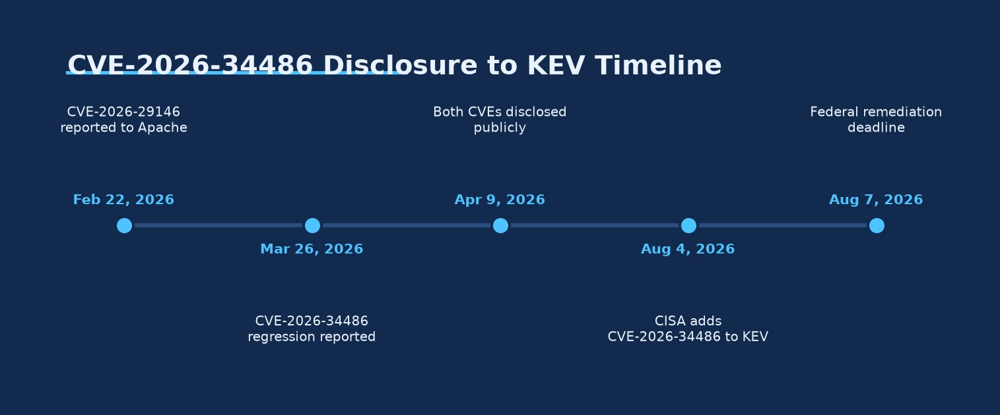 CVE-2026-34486 Disclosure to KEV Timeline
CVE-2026-29146
reported to Apache
Feb 22, 2026
Mar 26, 2026
CVE-2026-34486
regression reported
Both CVEs disclosed
publicly
Apr 9, 2026
Aug 4, 2026
CISA adds
CVE-2026-34486 to KEV
Federal remediation
deadline
Aug 7, 2026